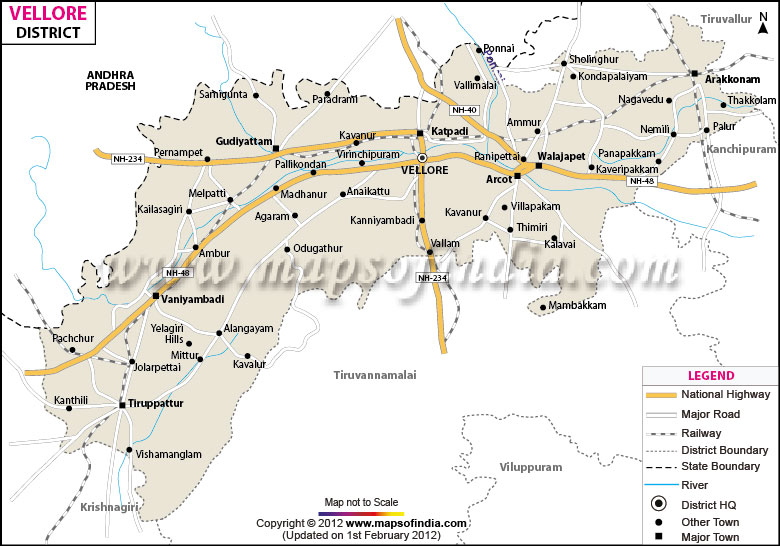 VELLORE
DISTRICT
Tiruvallur
N
ANDHRA
PRADESH
Ponnai
Pon
Sholinghur
Kondapalaiyam
Arakkonam
Vallimalai
Sainigunta
Paradrami
Nagavedu
Thakkolam
NH-40
Ammur
Nemili
Palur
Gudiyattam
Kavanur
Katpadi
Kanchipuram
Pernampet
NH-234
Virinchipuram
VELLORE
Ranipettai
Walajapet
Panapakkam
Pallikondan
Arcot
Kaveripakkam
NH-48
Melpatti
Madhanur
Anaikattu
Kailasagiri
Agaram
Kanniyambadi
Kavanur
Villapakam
Thimiri
Kalavai
Ambur
Odugathur
Vallam
www.mapsofindia.com
NH-48
NH-234
Vaniyambadi
Mambakkam
Yelagiri
Hills
Alangayam
Pachchur
Mittur
Kavalur
Jolarpettai
Tiruvannamalai
Kanthili
Tiruppattur
Vishamanglam
Viluppuram
Krishnagiri
LEGEND
National Highway
Major Road
Railway
District Boundary
State Boundary
River
District HQ
Other Town
Major Town
Map not to Scale
Copyright © 2012 www.mapsofindia.com
(Updated on 1st February 2012)